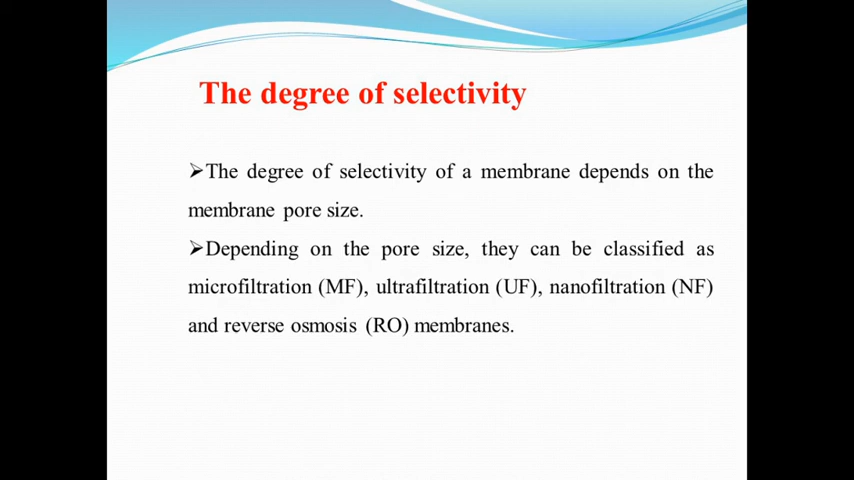 The degree of selectivity
➢The degree of selectivity of a membrane depends on the
membrane pore size.
➢Depending on the pore size, they can be classified as
microfiltration (MF), ultrafiltration (UF), nanofiltration (NF)
and reverse osmosis (RO) membranes.